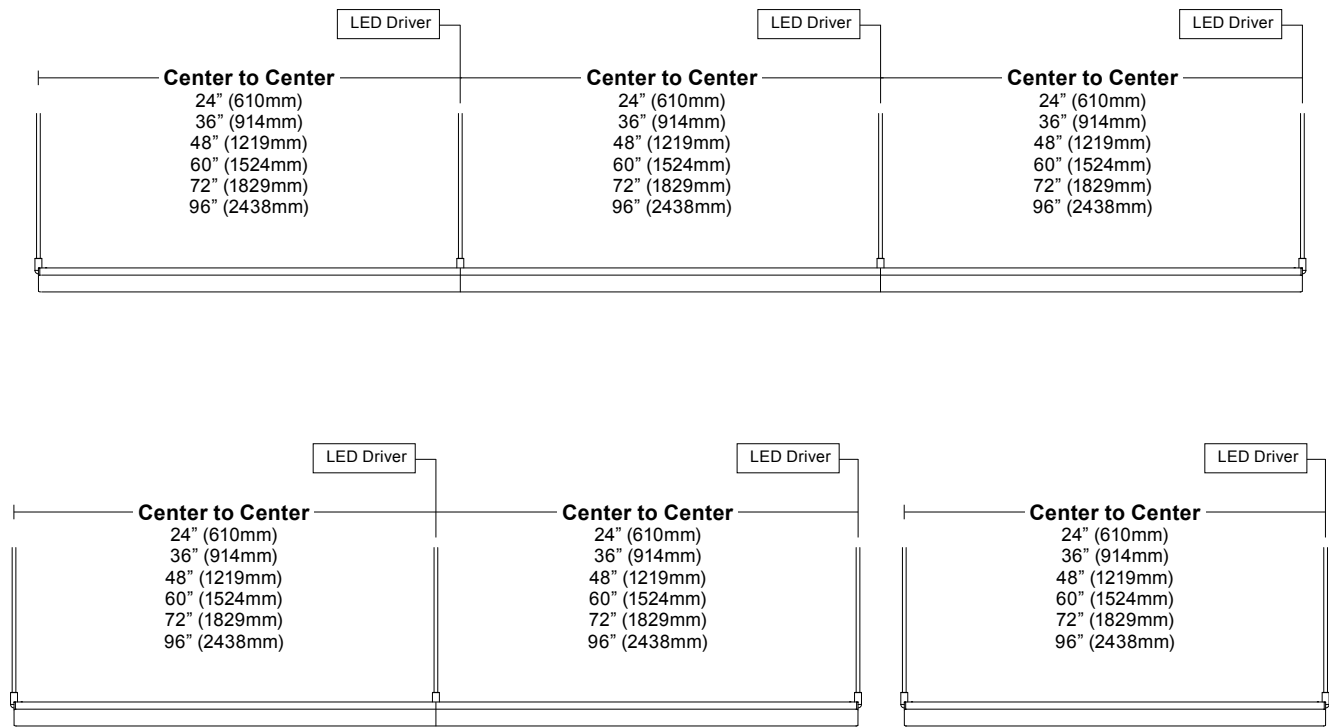 LED Driver
LED Driver
LED Driver
Center to Center
24” (610mm)
36” (914mm)
48” (1219mm)
60” (1524mm)
72” (1829mm)
96” (2438mm)
Center to Center
24” (610mm)
36” (914mm)
48” (1219mm)
60” (1524mm)
72” (1829mm)
96” (2438mm)
Center to Center
24” (610mm)
36” (914mm)
48” (1219mm)
60” (1524mm)
72” (1829mm)
96” (2438mm)
LED Driver
LED Driver
LED Driver
Center to Center
24” (610mm)
36” (914mm)
48” (1219mm)
60” (1524mm)
72” (1829mm)
96” (2438mm)
Center to Center
24” (610mm)
36” (914mm)
48” (1219mm)
60” (1524mm)
72” (1829mm)
96” (2438mm)
Center to Center
24” (610mm)
36” (914mm)
48” (1219mm)
60” (1524mm)
72” (1829mm)
96” (2438mm)